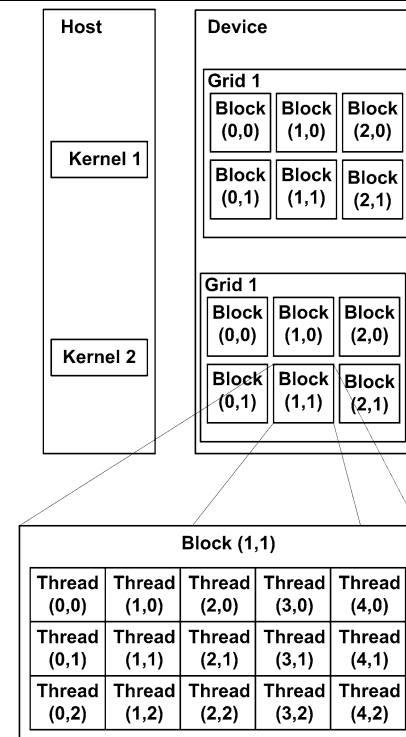 Host
Device
Grid 1
Block Block Block
(0,0) (1,0) (2,0)
Kernel 1
Block Block Block
(0,1) (1,1) (2,1)
Grid 1
Block Block Block
(0,0) (1,0) (2,0)
Kernel 2
Block Block Block
(0,1) (1,1) (2,1)
Block (1,1)
Thread Thread Thread Thread Thread
(0,0) (1,0) (2,0) (3,0) (4,0)
Thread Thread Thread Thread Thread
(0,1) (1,1) (2,1) (3,1) (4,1)
Thread Thread Thread Thread Thread
(0,2) (1,2) (2,2) (3,2) (4,2)